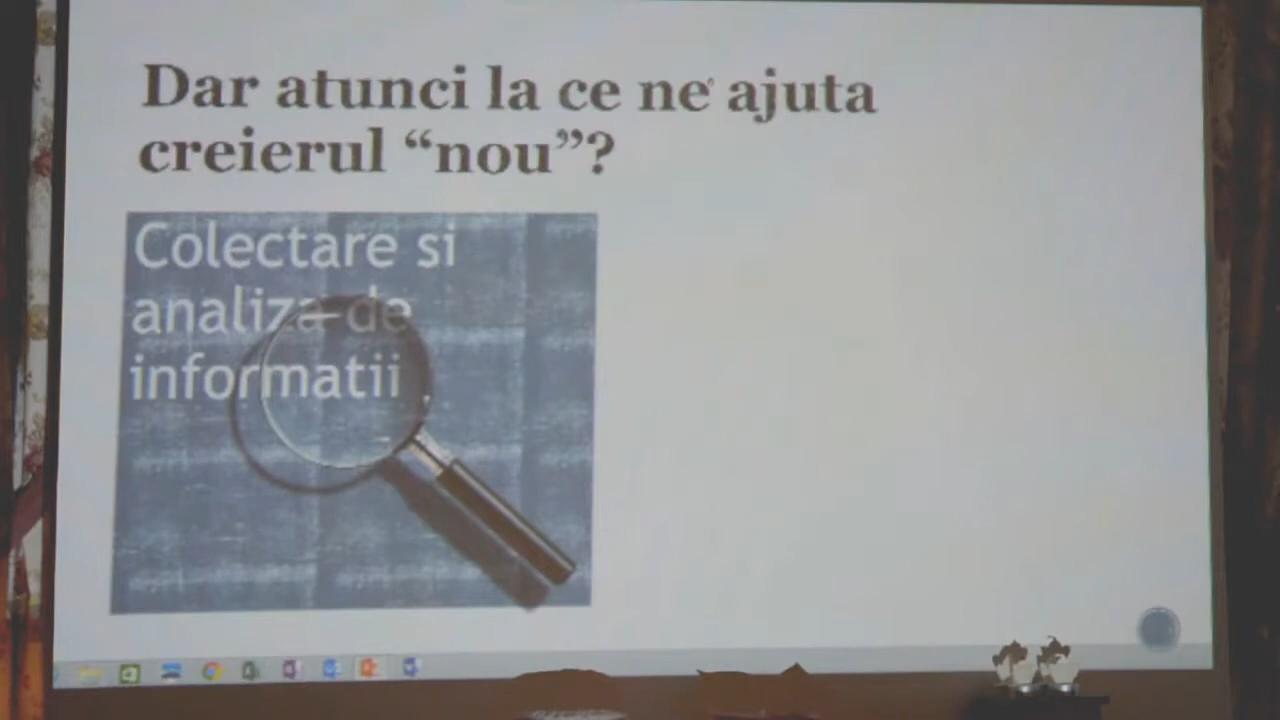 Dar atunci la ce ne ajuta
creierul “nou”?
Colectare si
analiza de
informatii